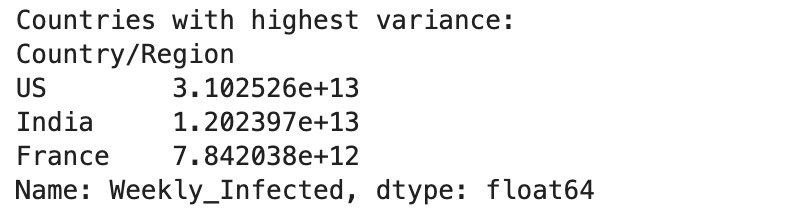 Countries with highest variance:
Country/Region
US        3.102526e+13
India     1.202397e+13
France    7.842038e+12
Name: Weekly_Infected, dtype: float64